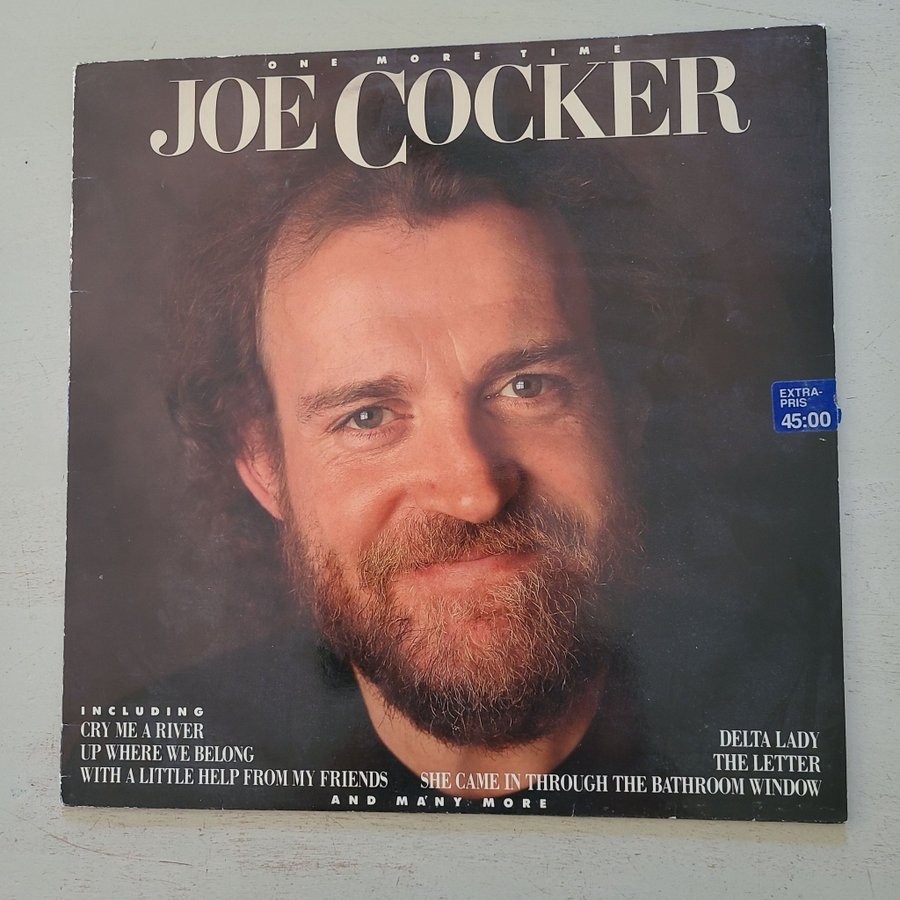 ONE MORE TIME
JOE COCKER
EXTRA-
PRIS
45:00
INCLUDING
CRY ME A RIVER
UP WHERE WE BELONG
WITH A LITTLE HELP FROM MY FRIENDS
DELTA LADY
THE LETTER
SHE CAME IN THROUGH THE BATHROOM WINDOW
AND MANY MORE